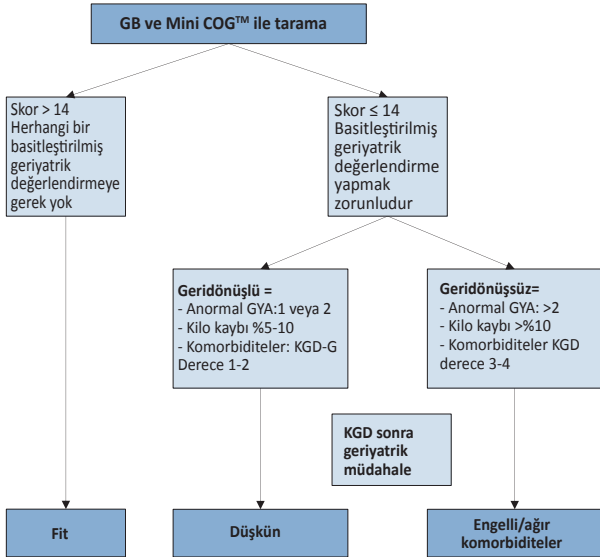 GB ve Mini COG™ ile tarama
Skor > 14
Herhangi bir
basitleştirilmiş
geriyatrik
değerlendirmeye
gerek yok
Skor ≤ 14
Basitleştirilmiş
geriyatrik
değerlendirme
yapmak
zorunludur
Geridönüşlü =
- Anormal GYA:1 veya 2
- Kilo kaybı %5-10
- Komorbiditeler: KGD-G
Derece 1-2
Geridönüşsüz=
- Anormal GYA: >2
- Kilo kaybı >%10
- Komorbiditeler KGD
derece 3-4
KGD sonra
geriyatrik
müdahale
Fit
Düşkün
Engelli/ağır
komorbiditeler